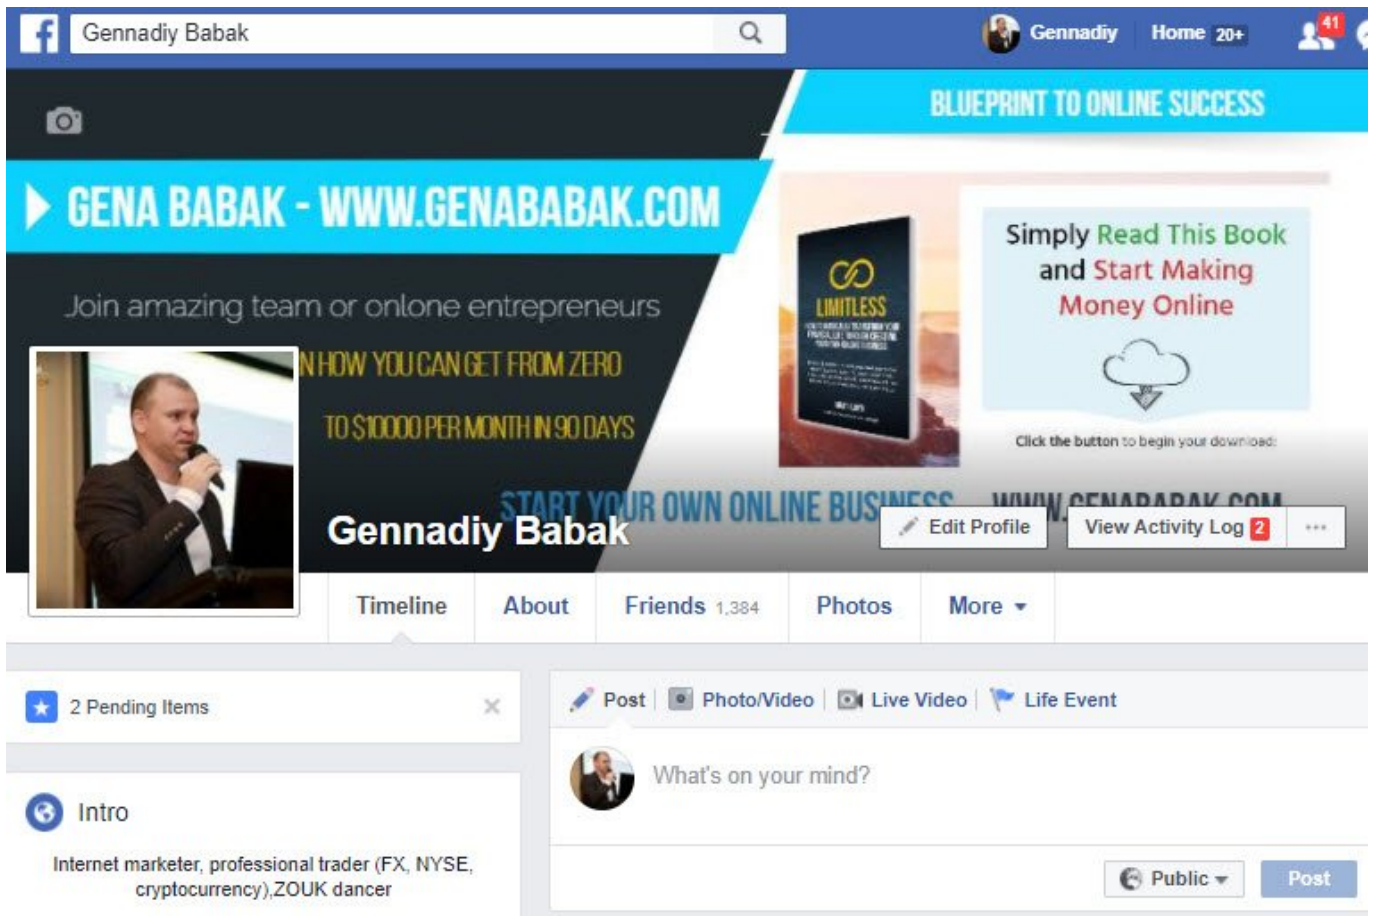 f
Gennadiy Babak
Gennadiy
Home 20+
41
BLUEPRINT TO ONLINE SUCCESS
GENA BABAK - WWW.GENABABAK.COM
Simply Read This Book
and Start Making
Money Online
Join amazing team or onlone entrepreneurs
LIMITLESS
N HOW YOU CAN GET FROM ZERO
TO $10000 PER MONTH IN 90 DAYS
Click the button to begin your download:
START YOUR OWN ONLINE BUSINESS
WWW.GENABABAK.COM
Gennadiy Babak
Edit Profile
View Activity Log 2
...
Timeline
About
Friends 1,384
Photos
More
2 Pending Items
Post
Photo/Video
Live Video
Life Event
What's on your mind?
Intro
Internet marketer, professional trader (FX, NYSE,
cryptocurrency),ZOUK dancer
Public
Post